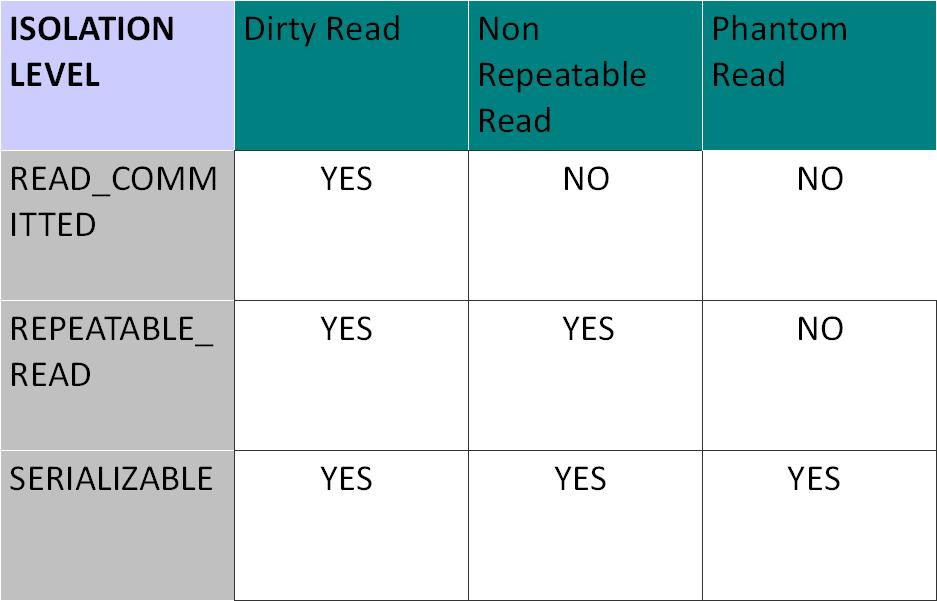 ISOLATION
LEVEL
Dirty Read
Non
Repeatable
Read
Phantom
Read
READ_COMM
ITTED
YES
NO
NO
REPEATABLE_
READ
YES
YES
NO
SERIALIZABLE
YES
YES
YES